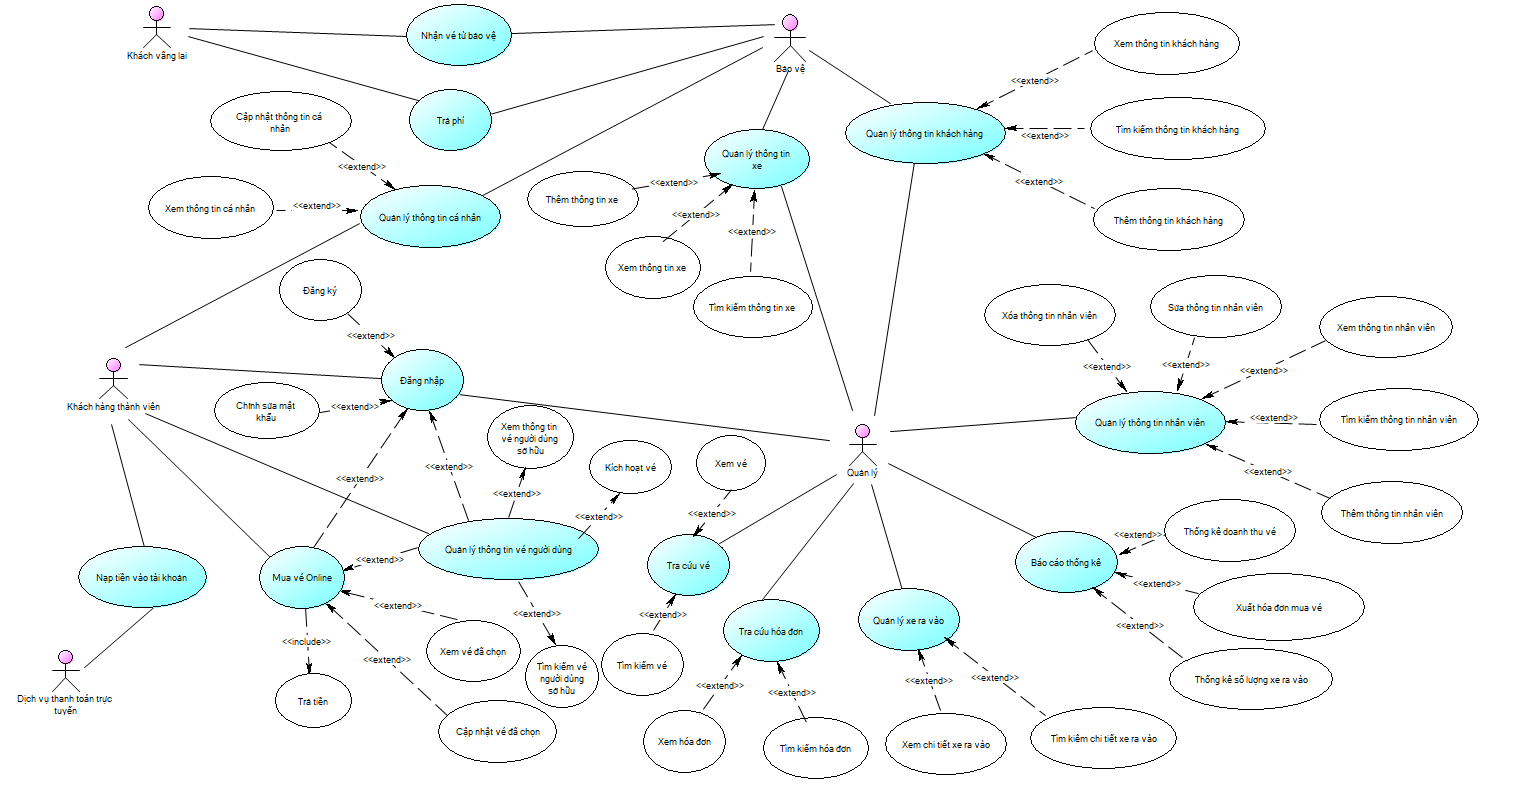 Khách vãng lai
Nhận vé từ bảo vệ
Bảo vệ
Xem thông tin khách hàng
<<extend>>
Cập nhật thông tin cá
nhân
Trả phí
Quản lý thông tin khách hàng
Tìm kiếm thông tin khách hàng
<<extend>>
<<extend>>
Quản lý thông tin
xe
<<extend>>
Thêm thông tin khách hàng
Thêm thông tin xe
<<extend>>
Xem thông tin cá nhân
<<extend>>
Quản lý thông tin cá nhân
<<extend>>
<<extend>>
Xem thông tin xe
Tìm kiếm thông tin xe
Đăng ký
<<extend>>
Xóa thông tin nhân viên
Sửa thông tin nhân viên
Xem thông tin nhân viên
<<extend>>
<<extend>>
<<extend>>
Khách hàng thành viên
Đăng nhập
Chỉnh sửa mật
khẩu
<<extend>>
Quản lý thông tin nhân viên
<<extend>>
Tìm kiếm thông tin nhân viên
Xem thông tin
vé người dùng
sở hữu
Kích hoạt vé
Xem vé
Quản lý
<<extend>>
<<extend>>
<<extend>>
<<extend>>
<<extend>>
<<extend>>
Thêm thông tin nhân viên
Quản lý thông tin vé người dùng
<<extend>>
Thống kê doanh thu vé
Nạp tiền vào tài khoản
Mua vé Online
<<extend>>
Tra cứu vé
Báo cáo thống kê
<<extend>>
Xuất hóa đơn mua vé
<<extend>>
<<extend>>
<<extend>>
Tra cứu hóa đơn
Quản lý xe ra vào
<<extend>>
<<include>>
<<extend>>
Xem vé đã chọn
Tìm kiếm vé
người dùng
sở hữu
Tìm kiếm vé
Thống kê số lượng xe ra vào
<<extend>>
<<extend>>
<<extend>>
<<extend>>
Dịch vụ thanh toán trực
tuyến
Trả tiền
Cập nhật vé đã chọn
Xem hóa đơn
Tìm kiếm hóa đơn
Xem chi tiết xe ra vào
Tìm kiếm chi tiết xe ra vào